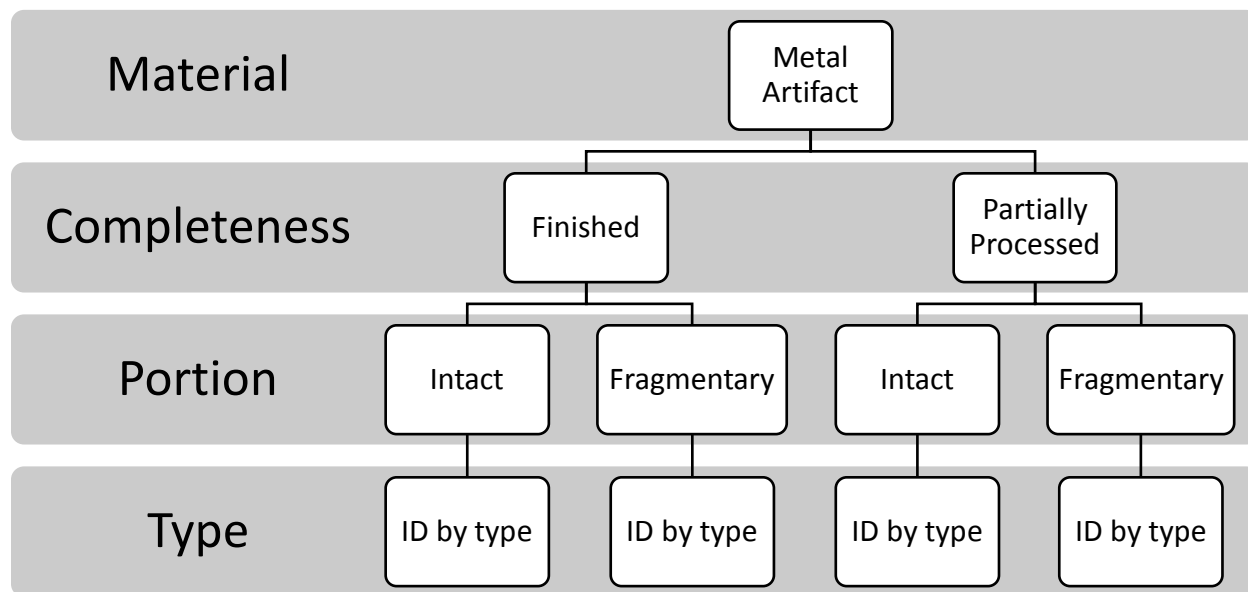 Material
Metal
Artifact
Completeness
Finished
Partially
Processed
Portion
Intact
Fragmentary
Intact
Fragmentary
Type
ID by type
ID by type
ID by type
ID by type